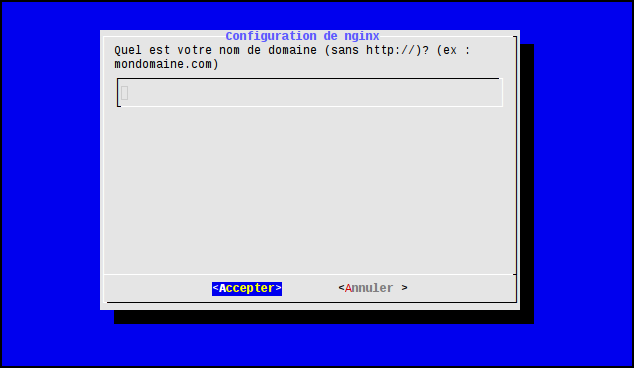 Configuration de nginx
Quel est votre nom de domaine (sans http://)? (ex :
mondomaine.com)
<Accepter> <Annuler >